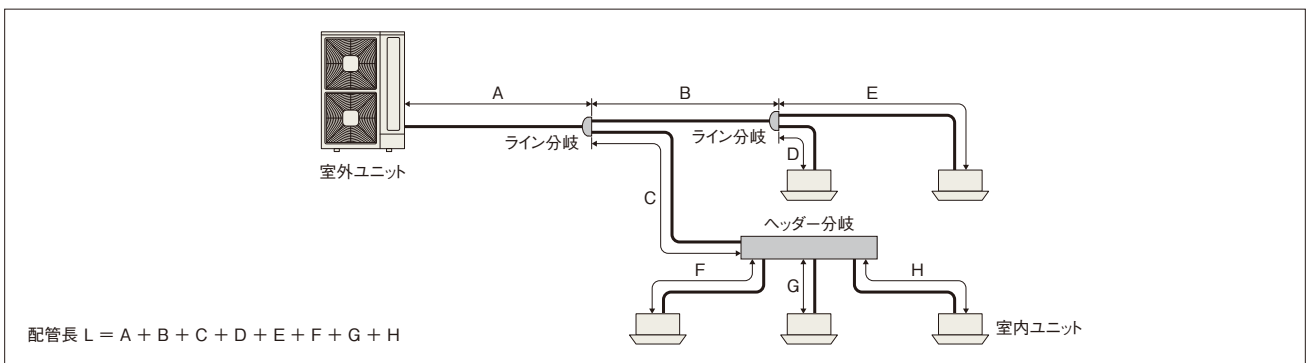 A
B
E
ライン分岐
ライン分岐
D
室外ユニット
C
ヘッダー分岐
F
G
H
配管長 L = A + B + C + D + E + F + G + H
室内ユニット